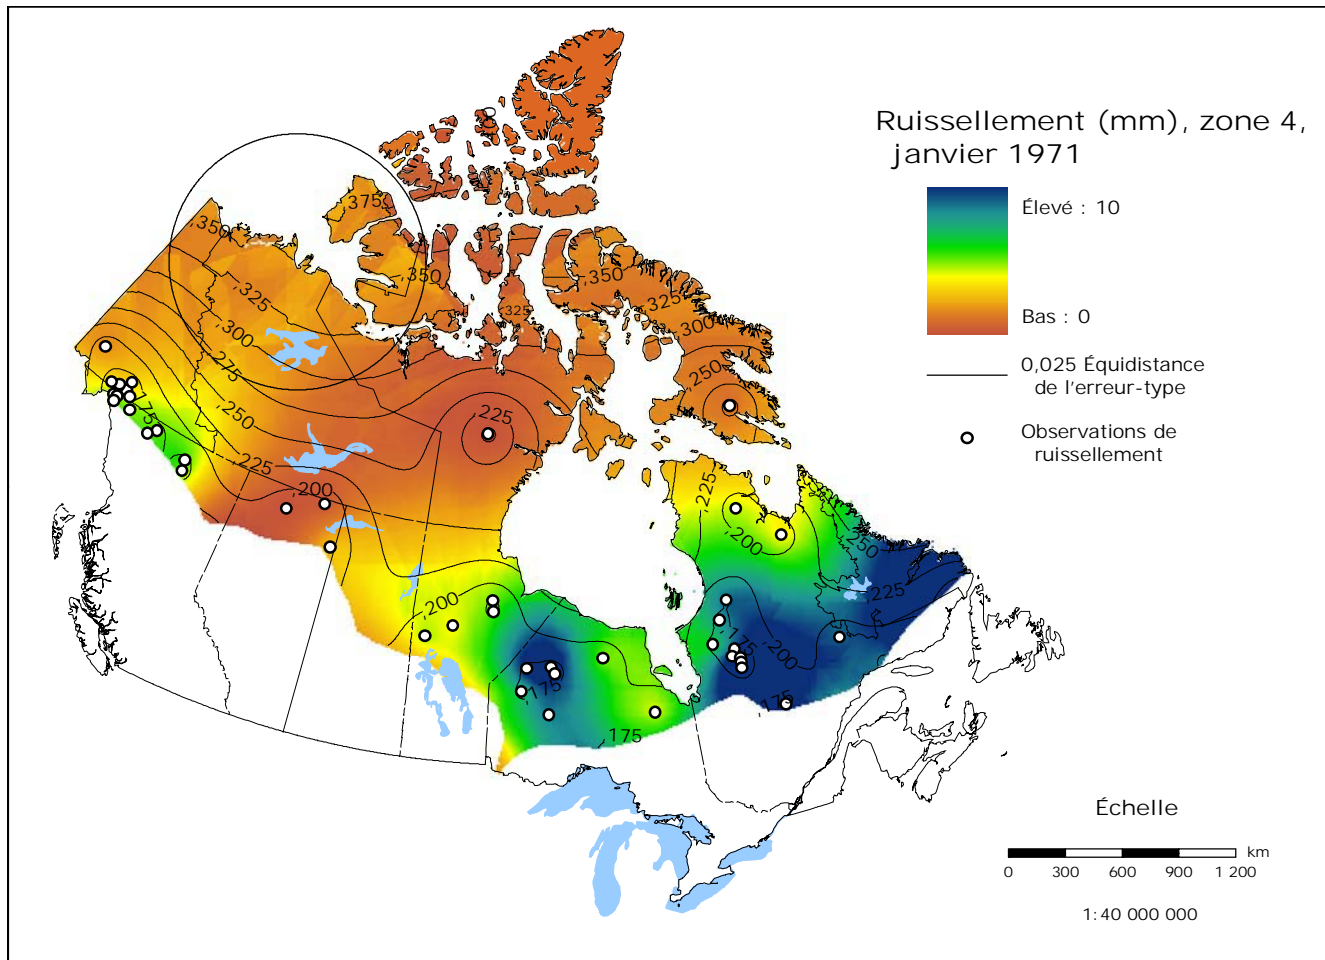 Ruissellement (mm), zone 4,
janvier 1971
Élevé : 10
Bas : 0
0,025 Équidistance
de l'erreur-type
Observations de
ruissellement
,375
,350
,350
,350
,325
,325
,325
,300
,300
,275
,250
,250
,225
,225
,225
,200
,175
,200
,250
,225
,200
,200
,175
,175
,175
,175
Échelle
km
0 300 600 900 1 200
1:40 000 000